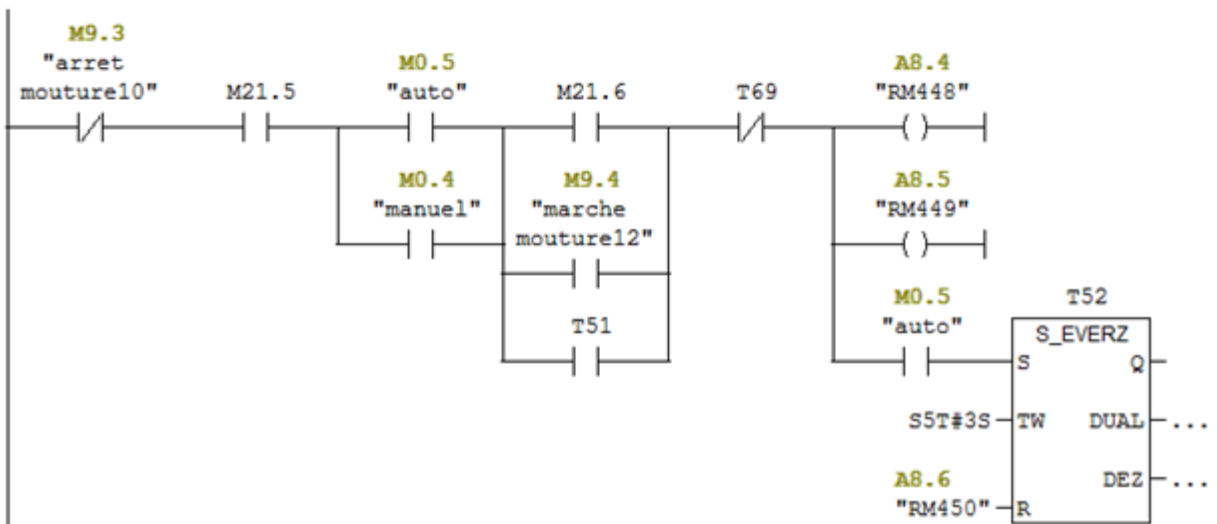 M9.3
"arret
mouture10"
M21.5
M0.5
"auto"
M21.6
T69
A8.4
"RM448"
M0.4
"manuel"
M9.4
"marche
mouture12"
A8.5
"RM449"
T51
M0.5
"auto"
T52
S_EVERZ
S
Q
S5T#3S
TW
DUAL
...
A8.6
"RM450"
R
DEZ
...